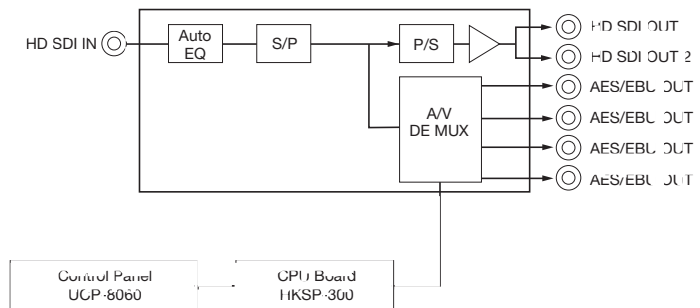 HD SDI IN
Auto
EQ
S/P
P/S
HD SDI OUT
HD SDI OUT 2
AES/EBU OUT
AES/EBU OUT
AES/EBU OUT
AES/EBU OUT
A/V
DE MUX
Control Panel
UCP-8060
CPU Board
HKSP-300